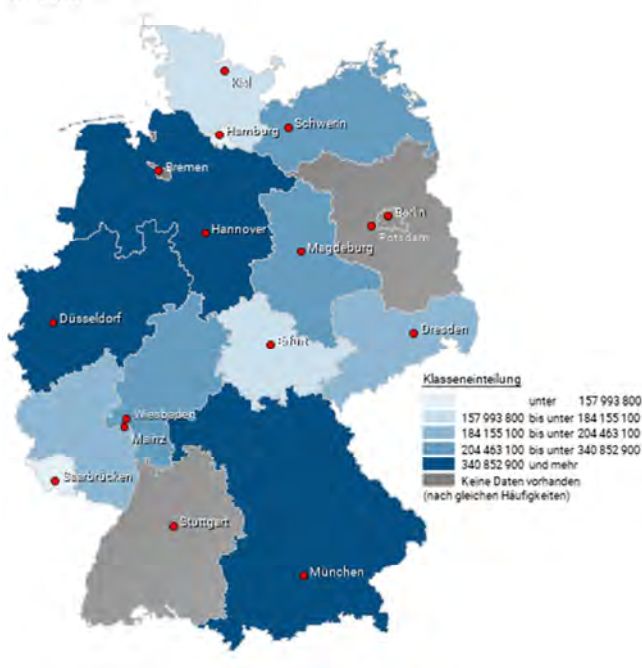 Kiel
Hamburg
Schwerin
Bremen
Berlin
Potsdam
Hannover
Magdeburg
Düsseldorf
Dresden
Erfurt
Klasseneinteilung
unter 157 993 800
157 993 800 bis unter 184 155 100
184 155 100 bis unter 204 463 100
204 463 100 bis unter 340 852 900
340 852 900 und mehr
Keine Daten vorhanden
(nach gleichen Häufigkeiten)
Wiesbaden
Mainz
Saarbrücken
Stuttgart
München